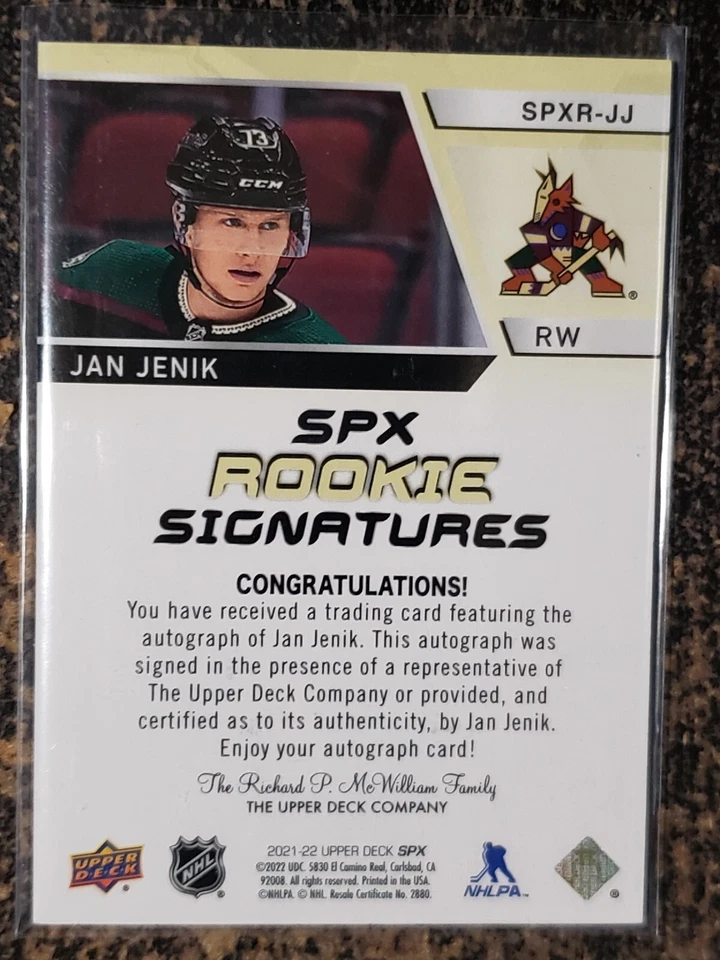 SPXR-JJ
73
CCM
RW
JAN JENIK
SPX
ROOKIE
SIGNATURES
CONGRATULATIONS!
You have received a trading card featuring the
autograph of Jan Jenik. This autograph was
signed in the presence of a representative of
The Upper Deck Company or provided, and
certified as to its authenticity, by Jan Jenik.
Enjoy your autograph card!
The Richard P. McWilliam Family
THE UPPER DECK COMPANY
UPPER
DECK
®
NHL
®
2021-22 UPPER DECK SPX
©2022 UDC. 5830 El Camino Real, Carlsbad, CA
92008. All rights reserved. Printed in the USA.
©NHLPA. © NHL. Resale Certificate No. 2880.
NHLPA™
®